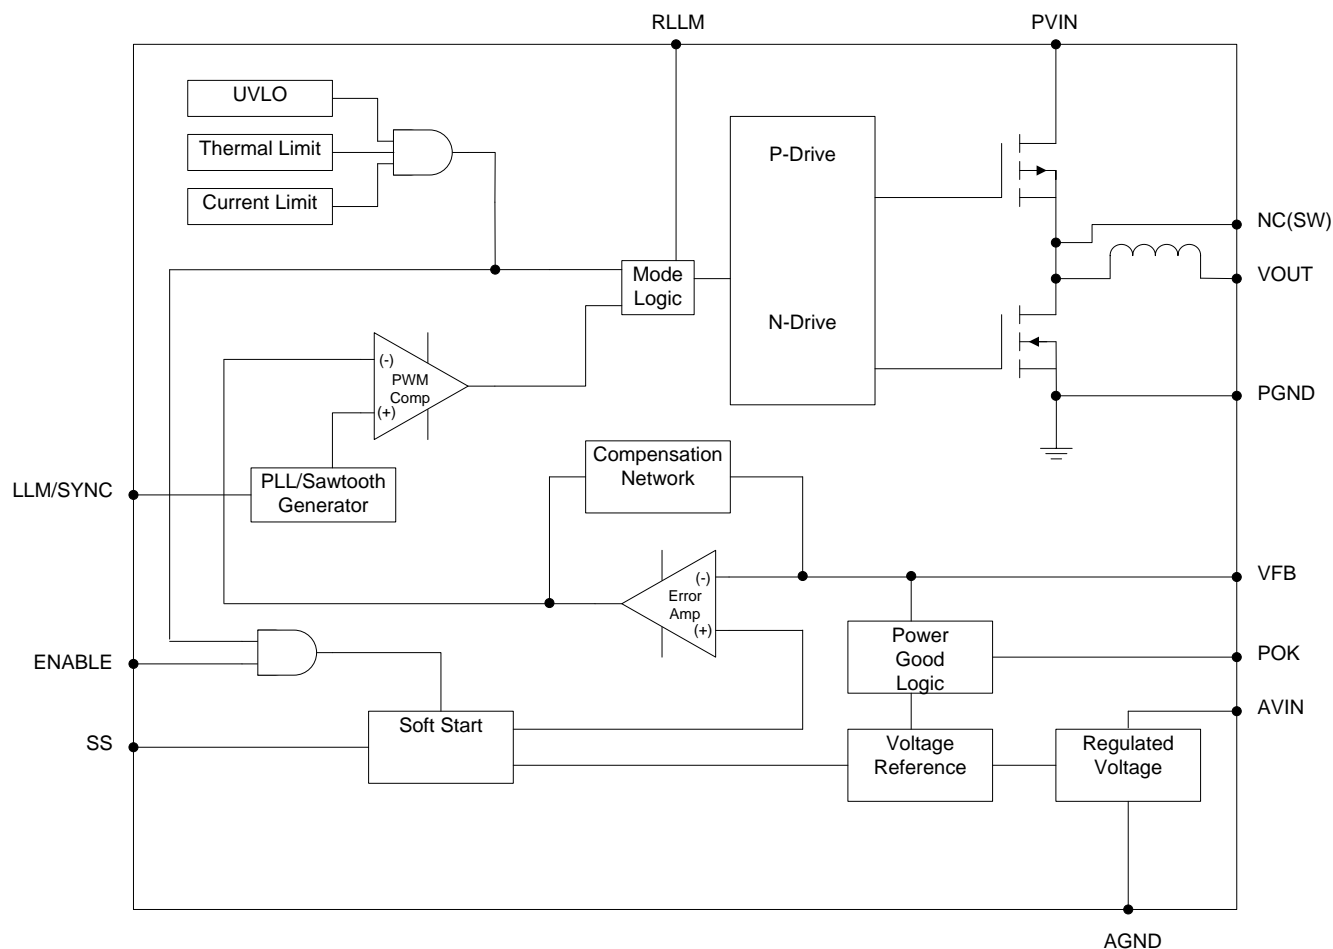 RLLM
PVIN
UVLO
Thermal Limit
Current Limit
P-Drive
N-Drive
NC(SW)
VOUT
Mode
Logic
(-)
PWM
Comp
(+)
PGND
Compensation
Network
LLM/SYNC
PLL/Sawtooth
Generator
VFB
(-)
Error
Amp
(+)
Power
Good
Logic
POK
ENABLE
AVIN
SS
Soft Start
Voltage
Reference
Regulated
Voltage
AGND